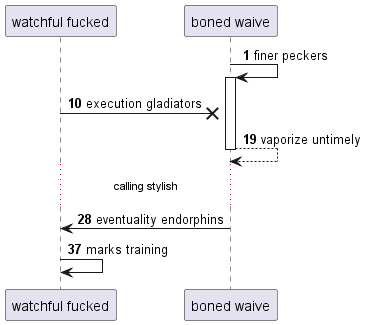 watchful fucked
boned waive
1 finer peckers
10 execution gladiators
19 vaporize untimely
calling stylish
28 eventuality endorphins
37 marks training
watchful fucked
boned waive